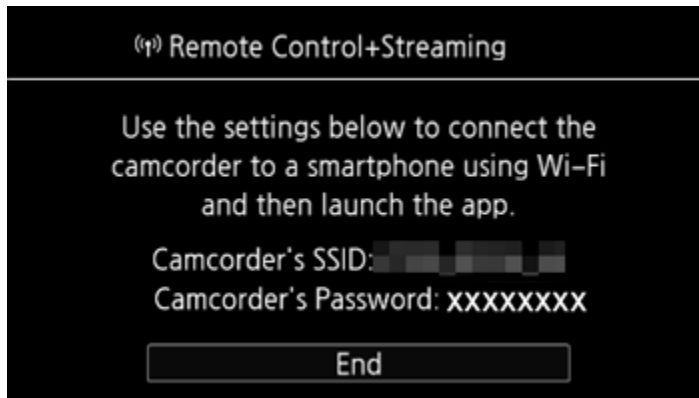 Remote Control+Streaming
Use the settings below to connect the
camcorder to a smartphone using Wi-Fi
and then launch the app.
Camcorder's SSID:
Camcorder's Password: xxxxxxxx
End